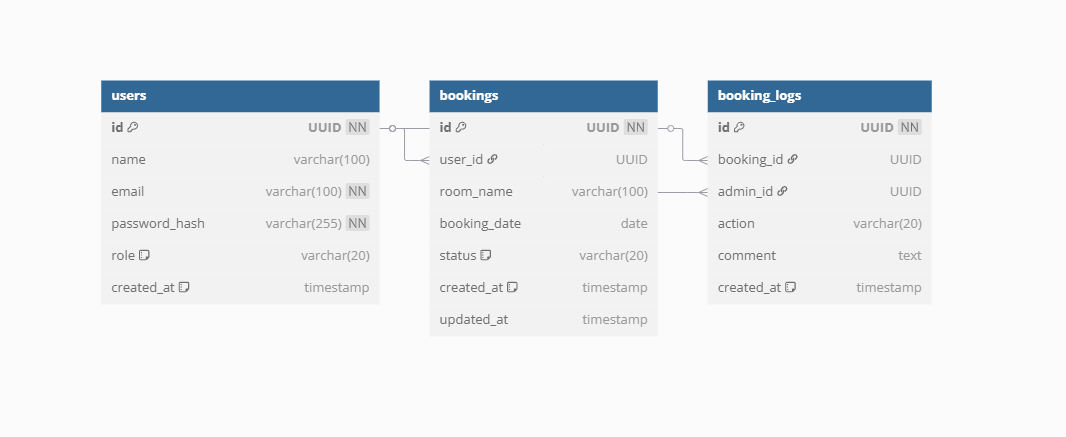 users
id UUID NN
name varchar(100)
email varchar(100) NN
password_hash varchar(255) NN
role varchar(20)
created_at timestamp
bookings
id UUID NN
user_id UUID
room_name varchar(100)
booking_date date
status varchar(20)
created_at timestamp
updated_at timestamp
booking_logs
id UUID NN
booking_id UUID
admin_id UUID
action varchar(20)
comment text
created_at timestamp